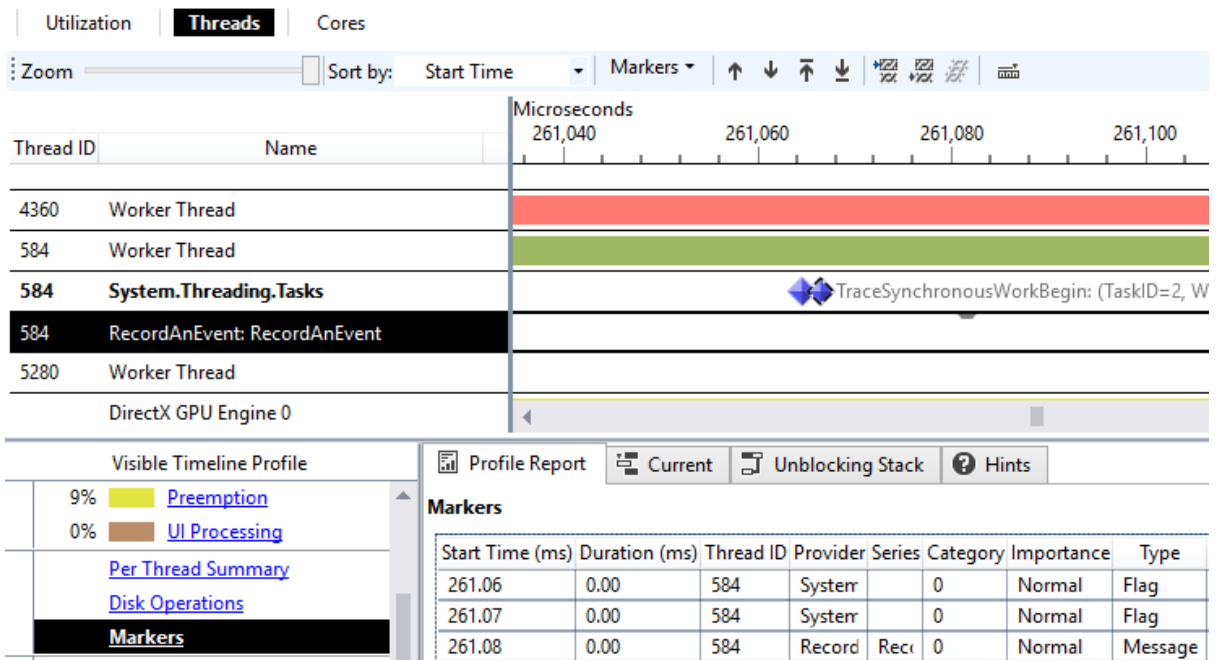 Utilization Threads Cores
Zoom Sort by: Start Time Markers
Microseconds
261,040 261,060 261,080 261,100
Thread ID Name
4360 Worker Thread
584 Worker Thread
584 System.Threading.Tasks TraceSynchronousWorkBegin: (TaskID=2, W
584 RecordAnEvent: RecordAnEvent
5280 Worker Thread
DirectX GPU Engine 0
Visible Timeline Profile
9% Preemption
0% UI Processing
Per Thread Summary
Disk Operations
Markers
Profile Report Current Unblocking Stack Hints
Markers
Start Time (ms) Duration (ms) Thread ID Provider Series Category Importance Type
261.06 0.00 584 System 0 Normal Flag
261.07 0.00 584 System 0 Normal Flag
261.08 0.00 584 Record Rec 0 Normal Message